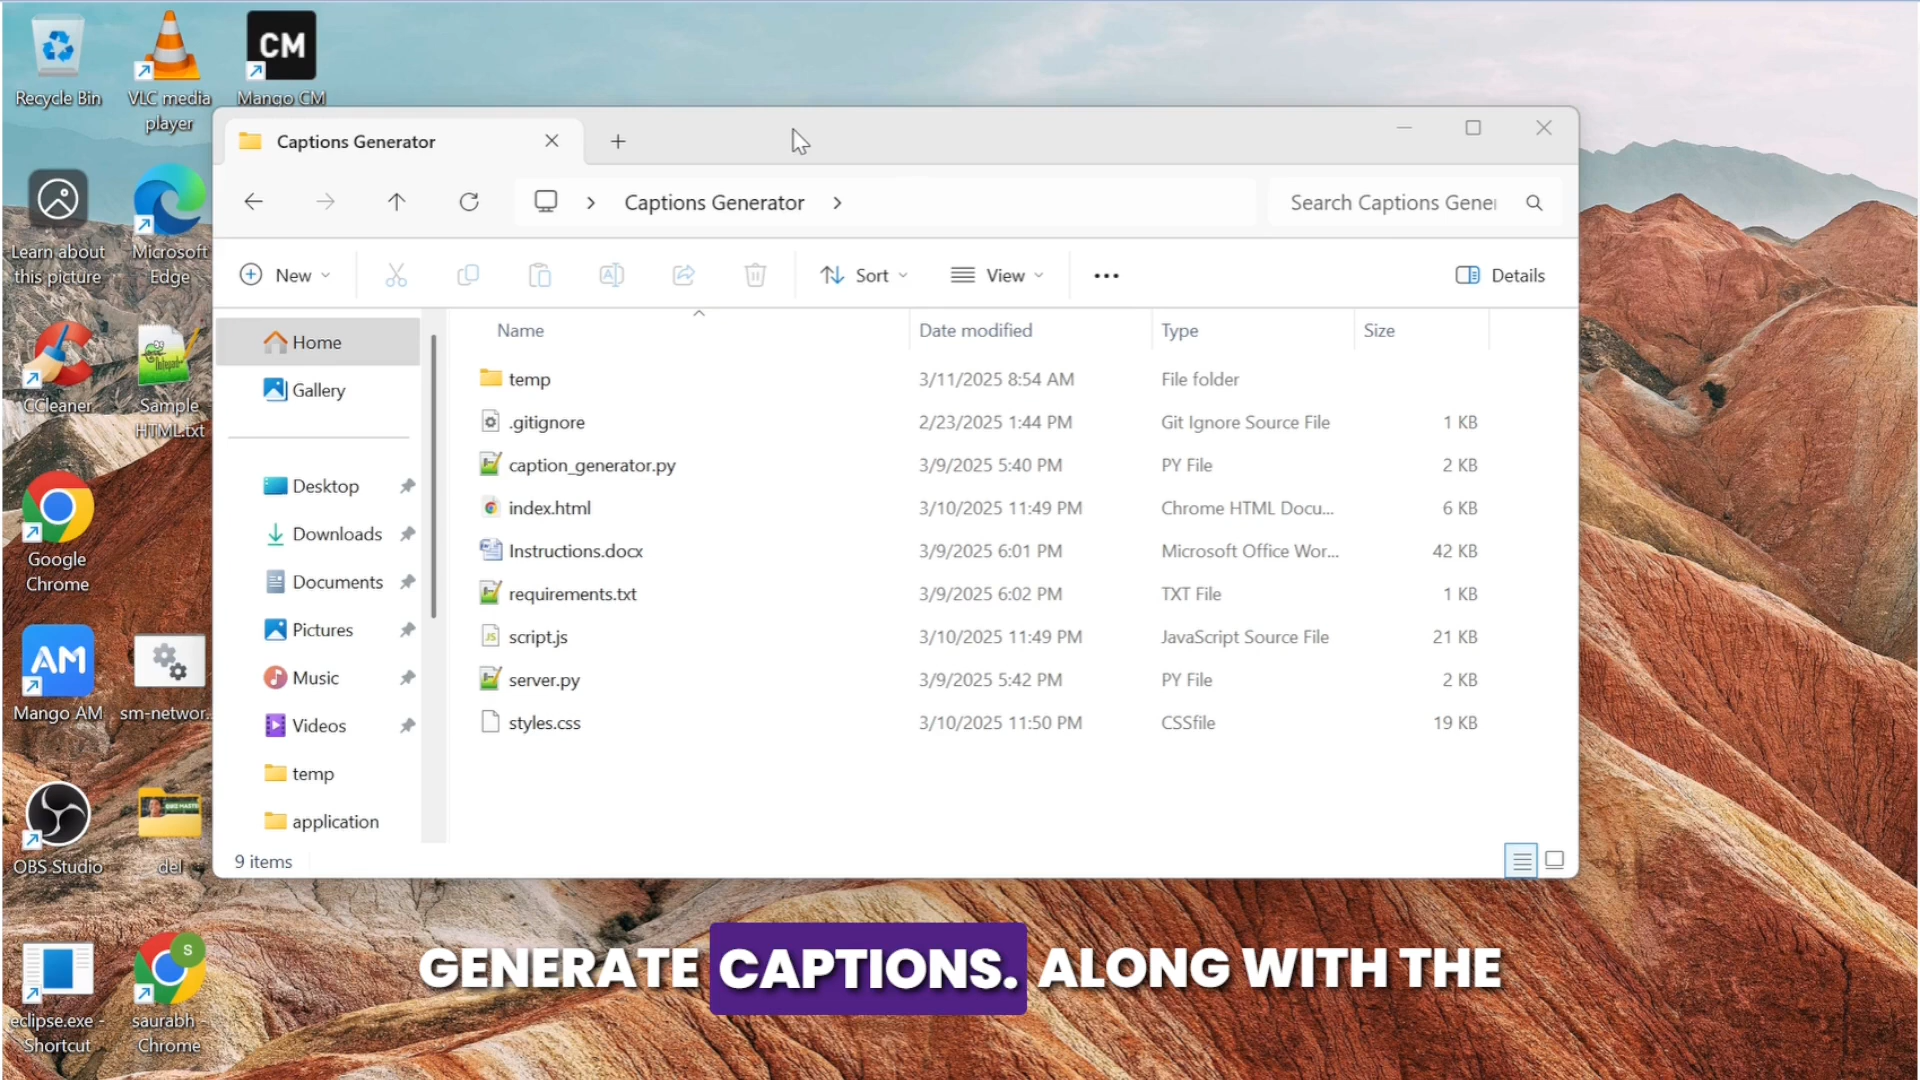 Recycle Bin
VLC media
player
CM
Mango CM
Learn about
this picture
Microsoft
Edge
CCleaner
Sample
HTML.txt
Google
Chrome
AM
Mango AM
sm-networ...
OBS Studio
del
eclipse.exe -
Shortcut
S
saurabh -
Chrome
Captions Generator
Captions Generator
Search Captions Gener
New
Sort
View
Details
Home
Gallery
Desktop
Downloads
Documents
Pictures
Music
Videos
temp
application
Name Date modified Type Size
temp 3/11/2025 8:54 AM File folder
.gitignore 2/23/2025 1:44 PM Git Ignore Source File 1 KB
caption_generator.py 3/9/2025 5:40 PM PY File 2 KB
index.html 3/10/2025 11:49 PM Chrome HTML Docu... 6 KB
Instructions.docx 3/9/2025 6:01 PM Microsoft Office Wor... 42 KB
requirements.txt 3/9/2025 6:02 PM TXT File 1 KB
script.js 3/10/2025 11:49 PM JavaScript Source File 21 KB
server.py 3/9/2025 5:42 PM PY File 2 KB
styles.css 3/10/2025 11:50 PM CSSfile 19 KB
9 items
GENERATE CAPTIONS. ALONG WITH THE